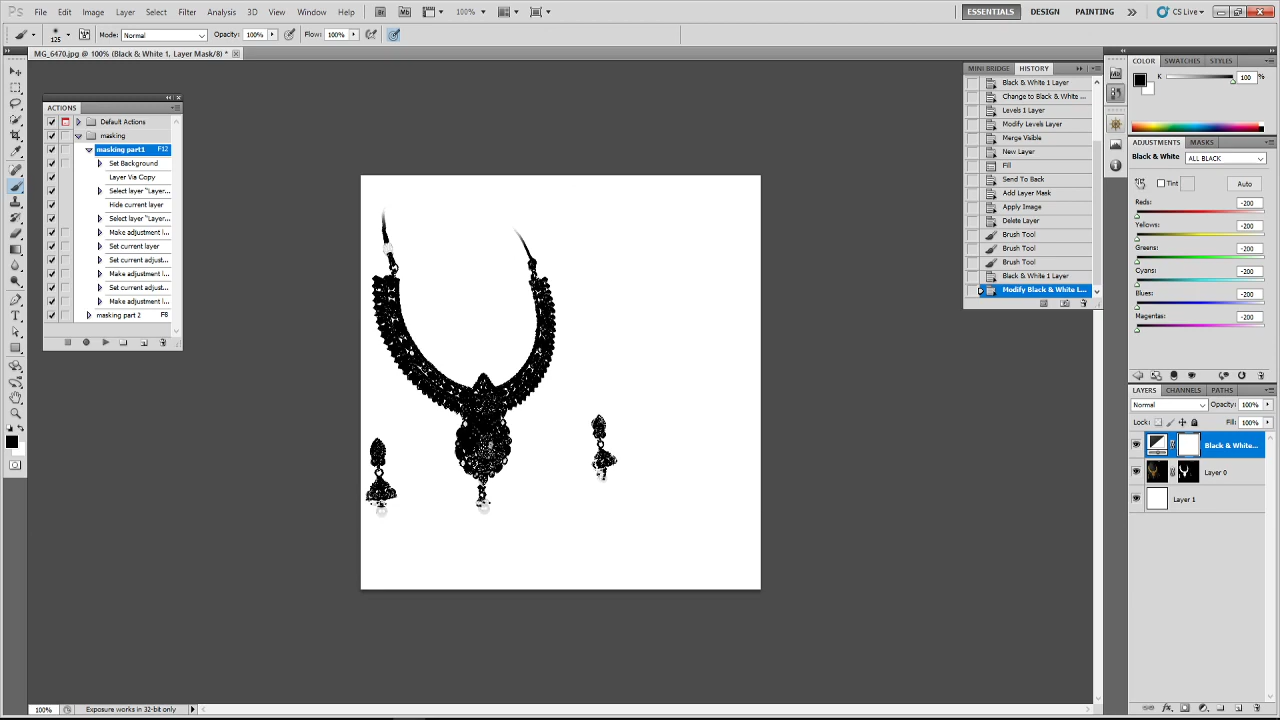 Ps File Edit Image Layer Select Filter Analysis 3D View Window Help Br Mb 100% ESSENTIALS DESIGN PAINTING CS Live
125 Mode: Normal Opacity: 100% Flow: 100%
MG_6470.jpg @ 100% (Black & White 1, Layer Mask/8) *
ACTIONS
Default Actions
masking
masking part1 F12
Set Background
Layer Via Copy
Select layer "Layer...
Hide current layer
Select layer "Layer...
Make adjustment l...
Set current layer
Set current adjust...
Make adjustment l...
Set current adjust...
Make adjustment l...
masking part 2 F8
MINI BRIDGE HISTORY
Black & White 1 Layer
Change to Black & White ...
Levels 1 Layer
Modify Levels Layer
Merge Visible
New Layer
Fill
Send To Back
Add Layer Mask
Apply Image
Delete Layer
Brush Tool
Brush Tool
Brush Tool
Black & White 1 Layer
Modify Black & White L...
COLOR SWATCHES STYLES
K 100 %
ADJUSTMENTS MASKS
Black & White ALL BLACK
Tint Auto
Reds: -200
Yellows: -200
Greens: -200
Cyans: -200
Blues: -200
Magentas: -200
LAYERS CHANNELS PATHS
Normal Opacity: 100%
Lock: Fill: 100%
Black & White...
Layer 0
Layer 1
100% Exposure works in 32-bit only